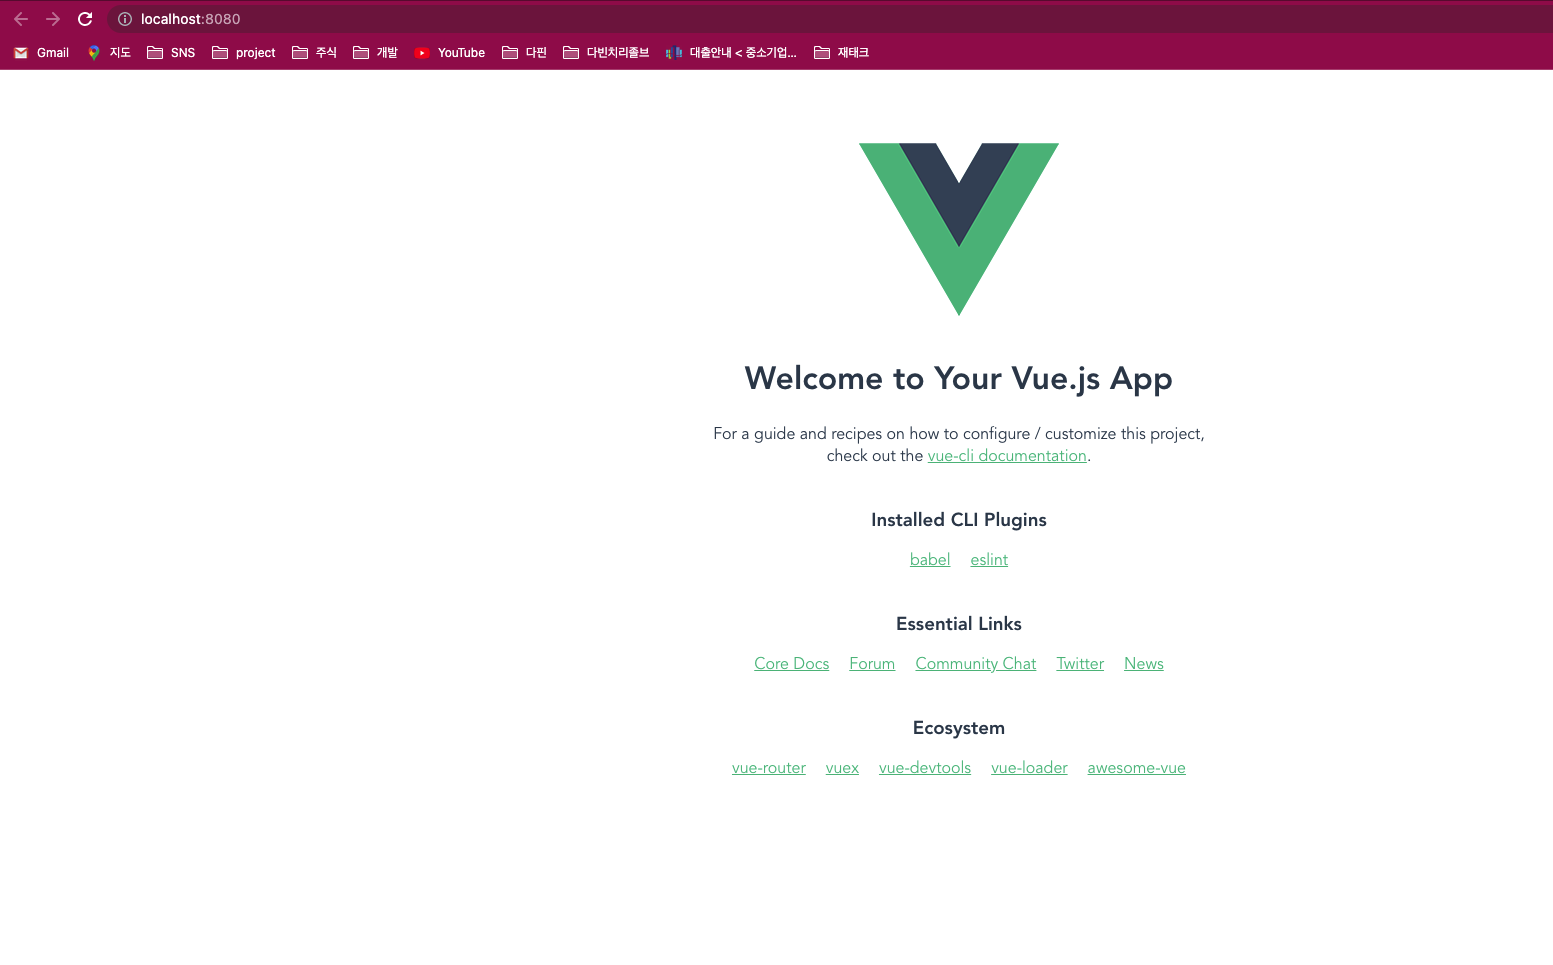 localhost:8080
Gmail 지도 SNS project 주식 개발 YouTube 다핀 다빈치리졸브 대출안내 < 중소기업... 재태크
Welcome to Your Vue.js App
For a guide and recipes on how to configure / customize this project,
check out the vue-cli documentation.
Installed CLI Plugins
babel eslint
Essential Links
Core Docs Forum Community Chat Twitter News
Ecosystem
vue-router vuex vue-devtools vue-loader awesome-vue